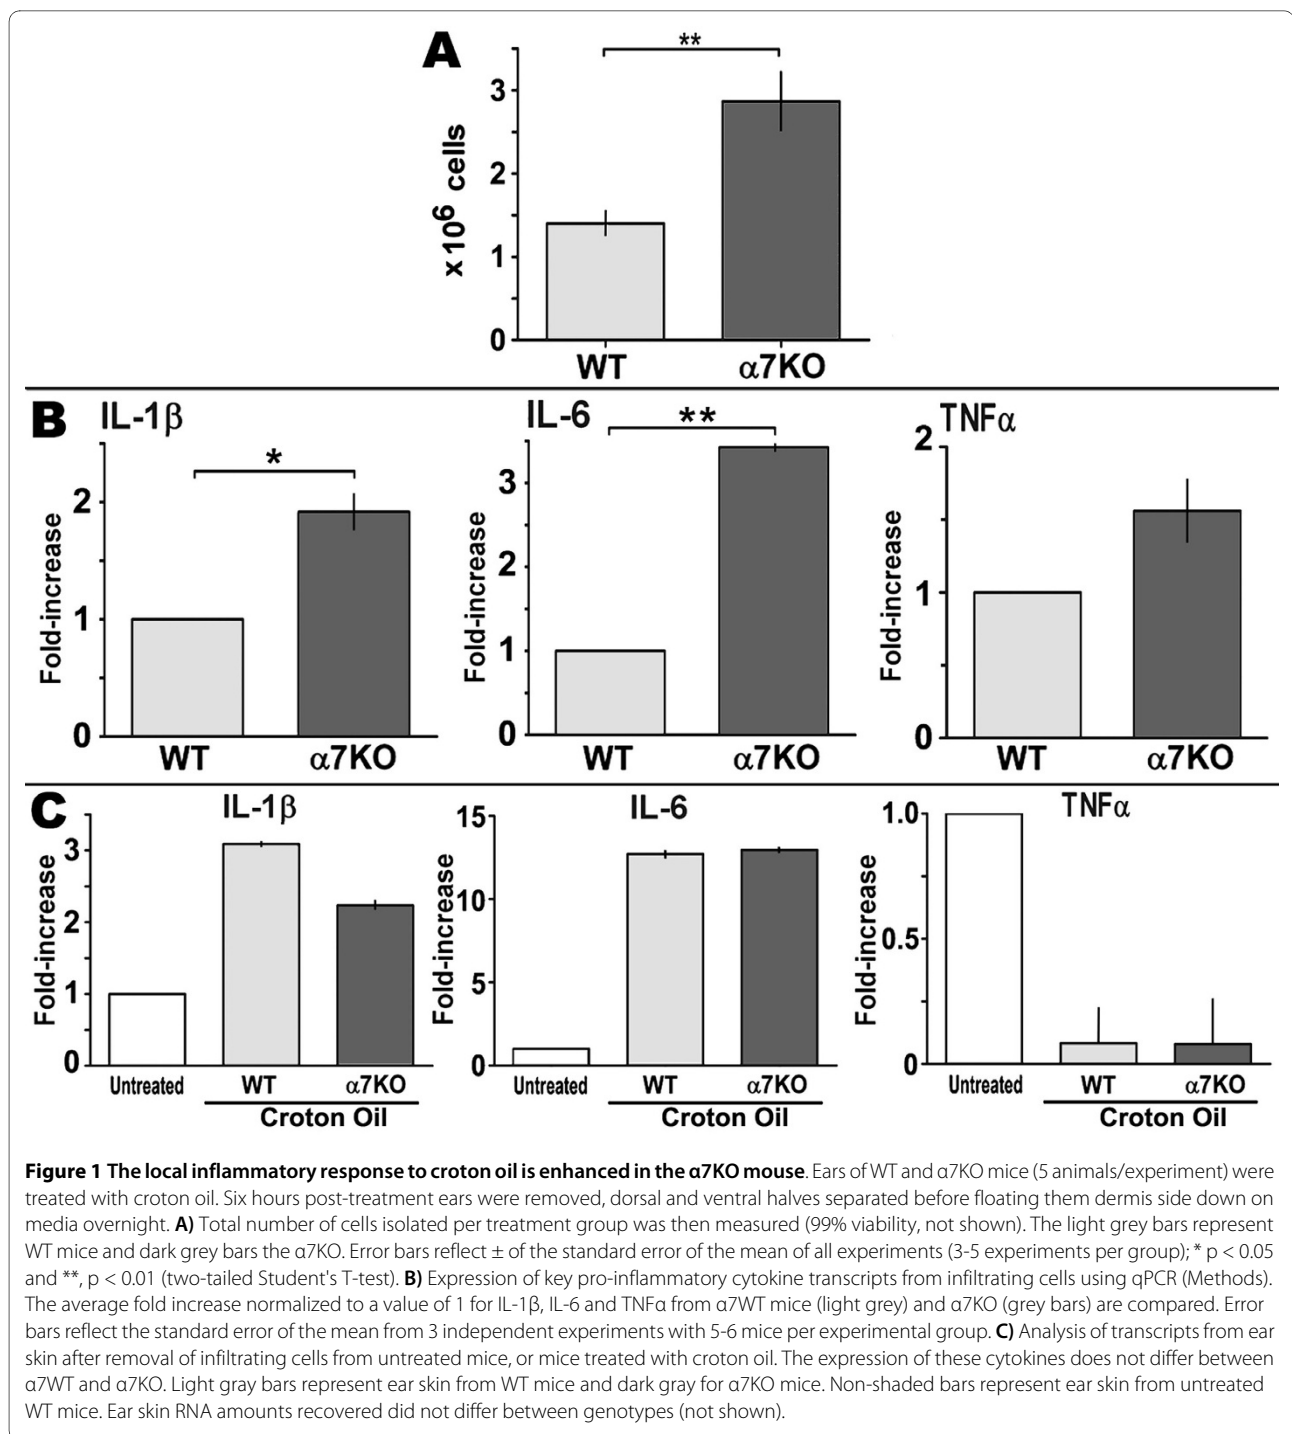 A
**
x 10⁶ cells
3
2
1
0
WT
α7KO
B
IL-1β
*
Fold-increase
2
1
0
WT
α7KO
IL-6
**
Fold-increase
3
2
1
0
WT
α7KO
TNFα
Fold-increase
2
1
0
WT
α7KO
C
IL-1β
Fold-increase
3
2
1
0
Untreated
WT
α7KO
Croton Oil
IL-6
Fold-increase
15
10
5
0
Untreated
WT
α7KO
Croton Oil
TNFα
Fold-increase
1.0
0.5
0
Untreated
WT
α7KO
Croton Oil
Figure 1 The local inflammatory response to croton oil is enhanced in the α7KO mouse. Ears of WT and α7KO mice (5 animals/experiment) were
treated with croton oil. Six hours post-treatment ears were removed, dorsal and ventral halves separated before floating them dermis side down on
media overnight. A) Total number of cells isolated per treatment group was then measured (99% viability, not shown). The light grey bars represent
WT mice and dark grey bars the α7KO. Error bars reflect ± of the standard error of the mean of all experiments (3-5 experiments per group); * p < 0.05
and **, p < 0.01 (two-tailed Student's T-test). B) Expression of key pro-inflammatory cytokine transcripts from infiltrating cells using qPCR (Methods).
The average fold increase normalized to a value of 1 for IL-1β, IL-6 and TNFα from α7WT mice (light grey) and α7KO (grey bars) are compared. Error
bars reflect the standard error of the mean from 3 independent experiments with 5-6 mice per experimental group. C) Analysis of transcripts from ear
skin after removal of infiltrating cells from untreated mice, or mice treated with croton oil. The expression of these cytokines does not differ between
α7WT and α7KO. Light gray bars represent ear skin from WT mice and dark gray for α7KO mice. Non-shaded bars represent ear skin from untreated
WT mice. Ear skin RNA amounts recovered did not differ between genotypes (not shown).